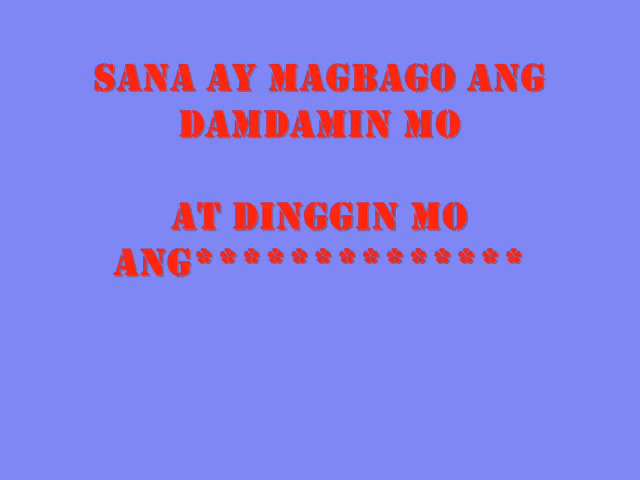 SANA AY MAGBAGO ANG
DAMDAMIN MO
AT DINGGIN MO
ANG**************